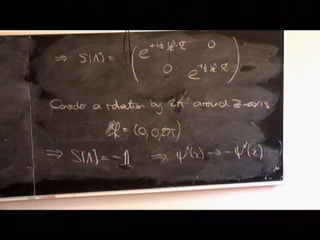 ⇒ S[Λ] = ( e^{+i/2 φ·σ} 0
0 e^{+i/2 φ·σ} )
Consider a rotation by 2π around z-axis
φ = (0,0,2π)
⇒ S[Λ] = -1 ⇒ ψ^α(x) → -ψ^α(x)